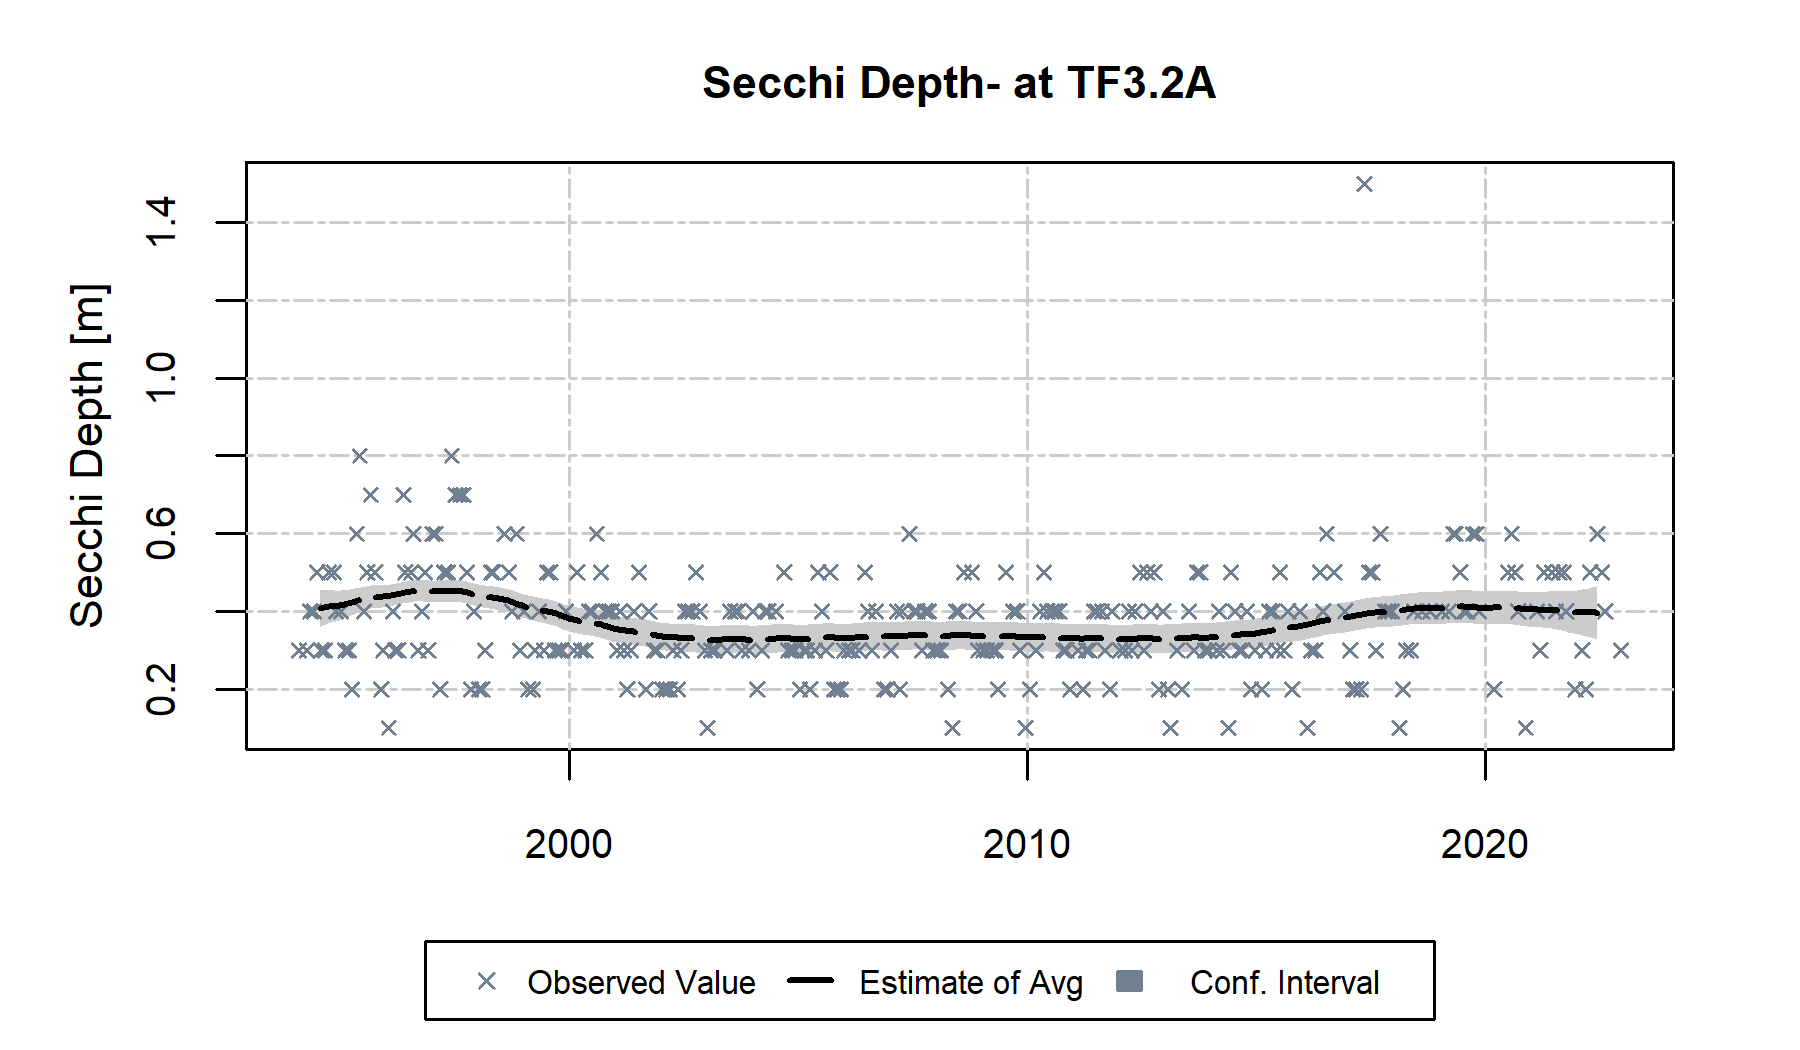 Secchi Depth- at TF3.2A
Secchi Depth [m]
1.4
1.0
0.6
0.2
2000 2010 2020
Observed Value Estimate of Avg Conf. Interval